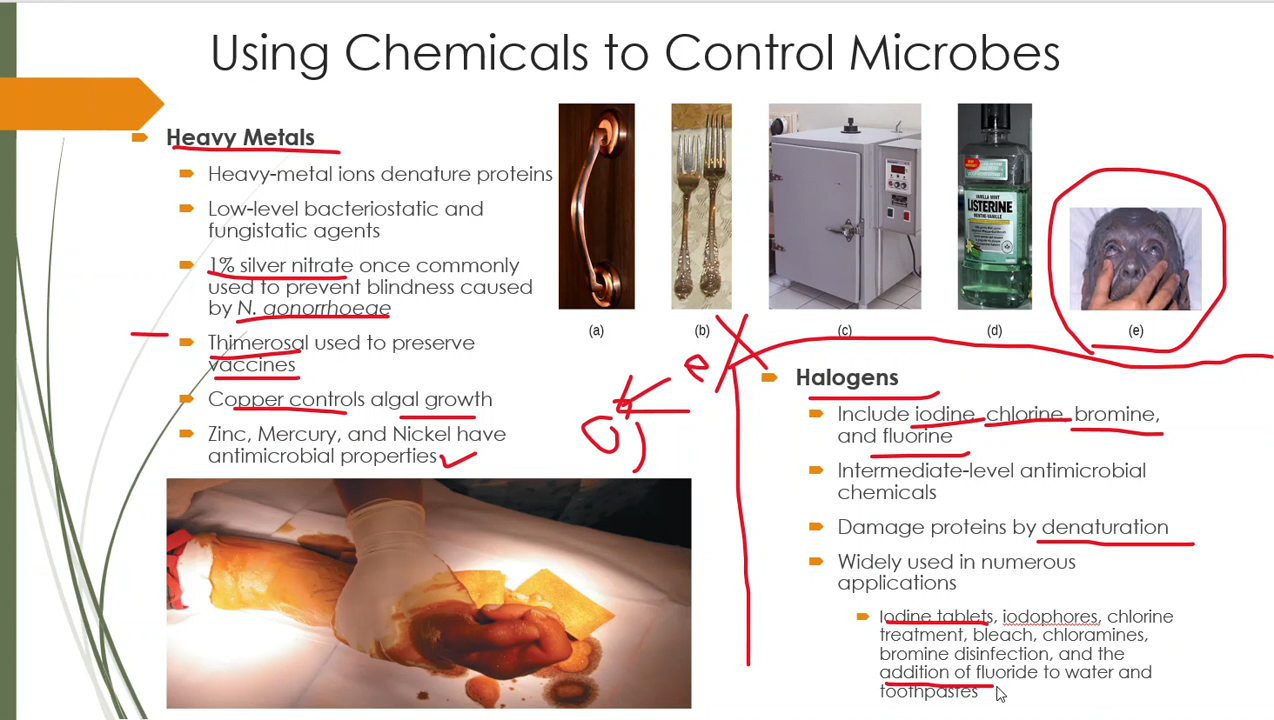 Using Chemicals to Control Microbes
Heavy Metals
Heavy-metal ions denature proteins
Low-level bacteriostatic and
fungistatic agents
1% silver nitrate once commonly
used to prevent blindness caused
by N. gonorrhoeae
Thimerosal used to preserve
vaccines
Copper controls algal growth
Zinc, Mercury, and Nickel have
antimicrobial properties
VANILLA MINT
LISTERINE
MENTHE-VANILLE
(a)
(b)
(c)
(d)
(e)
Halogens
Include iodine, chlorine, bromine,
and fluorine
Intermediate-level antimicrobial
chemicals
Damage proteins by denaturation
Widely used in numerous
applications
Iodine tablets, iodophores, chlorine
treatment, bleach, chloramines,
bromine disinfection, and the
addition of fluoride to water and
toothpastes